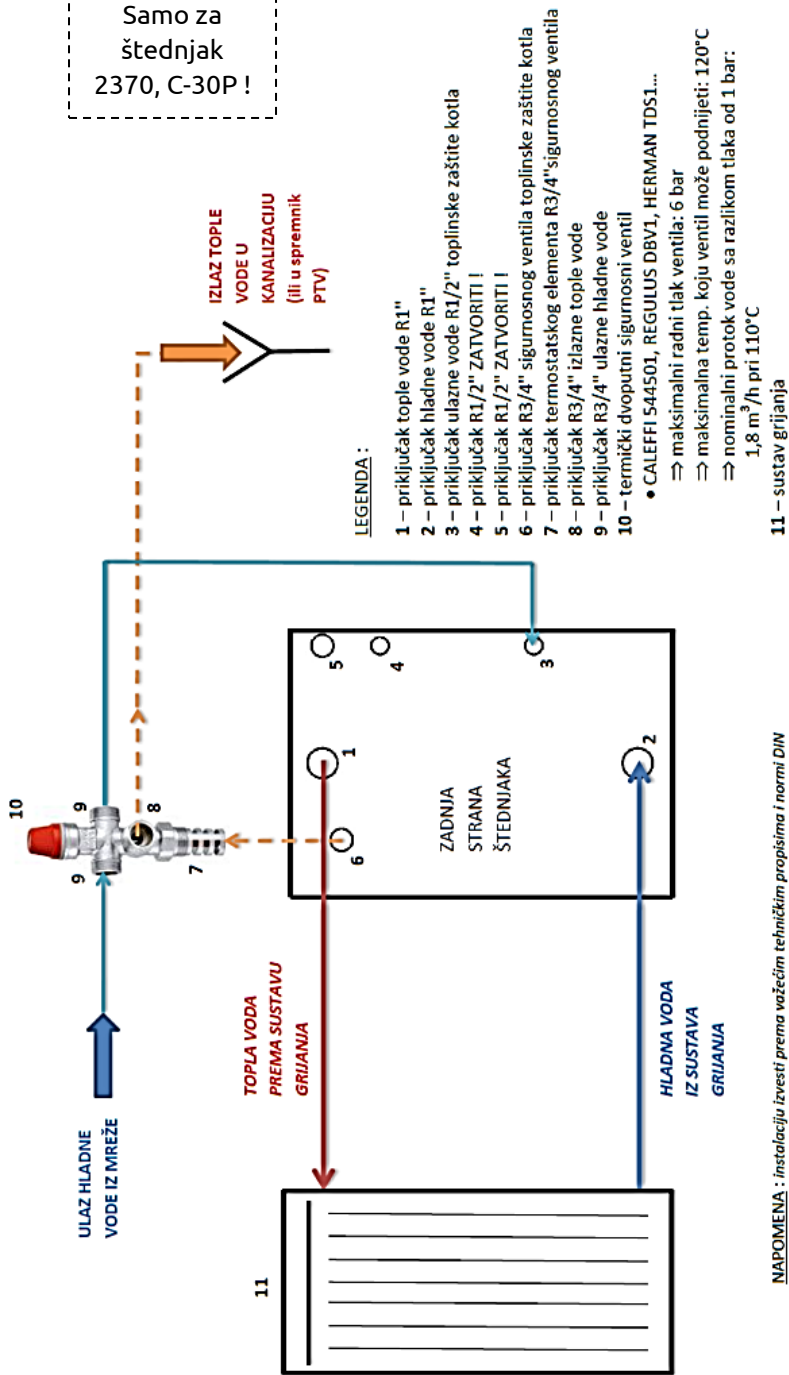 Samo za
štednjak
2370, C-30P !
ULAZ HLADNE
VODE IZ MREŽE
10
9
9
8
7
IZLAZ TOPLE
VODE U
KANALIZACIJU
(ili u spremnik
PTV)
11
TOPLA VODA
PREMA SUSTAVU
GRIJANJA
HLADNA VODA
IZ SUSTAVA
GRIJANJA
6
1
5
4
3
2
ZADNJA
STRANA
ŠTEDNJAKA
LEGENDA :
1 – priključak tople vode R1"
2 – priključak hladne vode R1"
3 – priključak ulazne vode R1/2" toplinske zaštite kotla
4 – priključak R1/2" ZATVORITI !
5 – priključak R1/2" ZATVORITI !
6 – priključak R3/4" sigurnosnog ventila toplinske zaštite kotla
7 – priključak termostatskog elementa R3/4"sigurnosnog ventila
8 – priključak R3/4" izlazne tople vode
9 – priključak R3/4" ulazne hladne vode
10 – termički dvoputni sigurnosni ventil
• CALEFFI 544501, REGULUS DBV1, HERMAN TDS1...
⇒ maksimalni radni tlak ventila: 6 bar
⇒ maksimalna temp. koju ventil može podnijeti: 120°C
⇒ nominalni protok vode sa razlikom tlaka od 1 bar:
1,8 m³/h pri 110°C
11 – sustav grijanja
NAPOMENA : instalaciju izvesti prema važećim tehničkim propisima i normi DIN